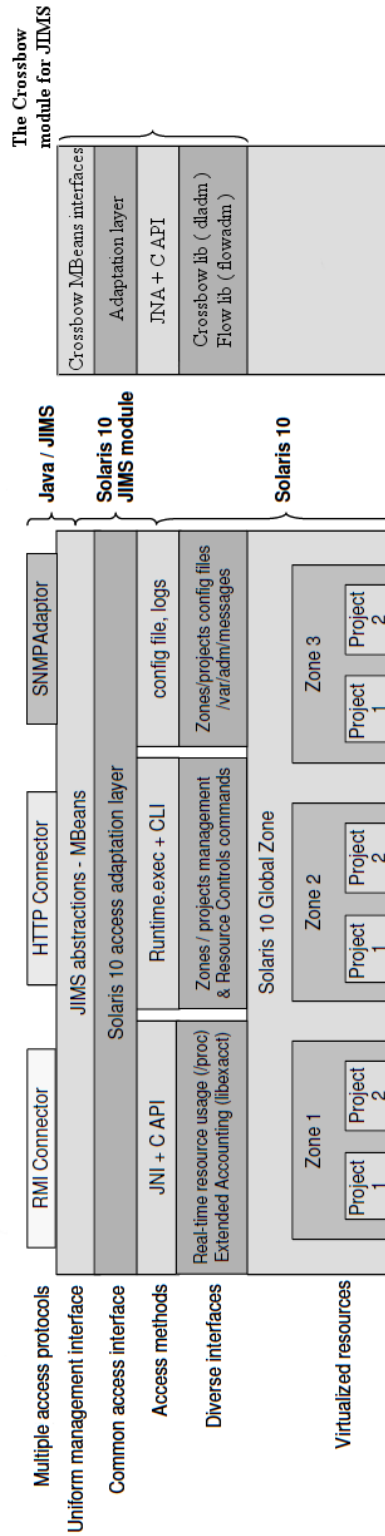 Multiple access protocols
RMI Connector
HTTP Connector
SNMPAdaptor
Java / JIMS
The Crossbow
module for JIMS
Uniform management interface
JIMS abstractions - MBeans
Crossbow MBeans interfaces
Common access interface
Solaris 10 access adaptation layer
Solaris 10
JIMS module
Adaptation layer
Access methods
JNI + C API
Runtime.exec + CLI
config file, logs
JNA + C API
Diverse interfaces
Real-time resource usage (/proc)
Extended Accounting (libexacct)
Zones / projects management
& Resource Controls commands
Zones/projects config files
/var/adm/messages
Crossbow lib ( dladm )
Flow lib ( flowadm )
Solaris 10
Virtualized resources
Solaris 10 Global Zone
Zone 1
Project
1
Project
2
Zone 2
Project
1
Project
2
Zone 3
Project
1
Project
2